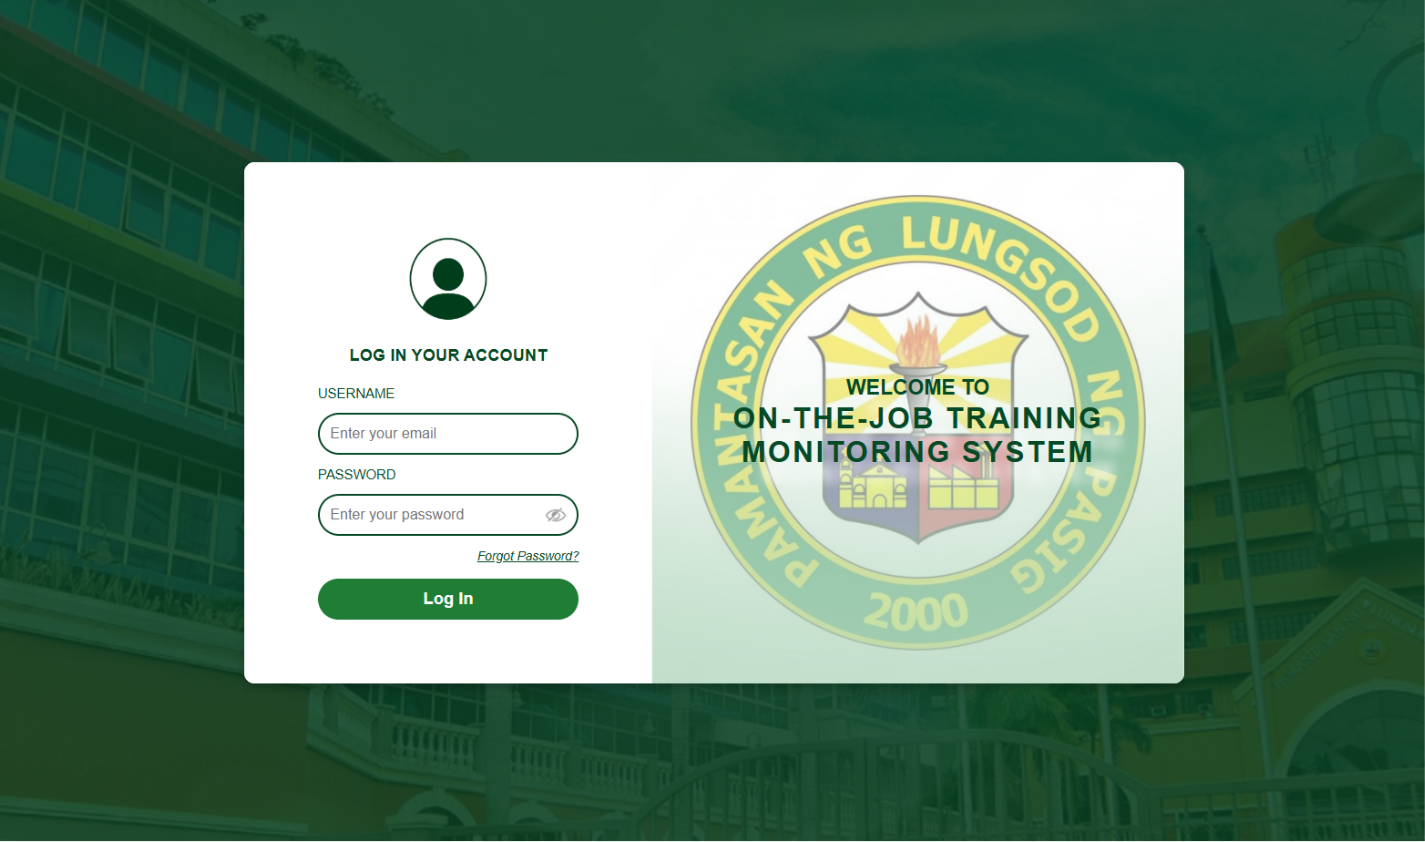 LOG IN YOUR ACCOUNT
USERNAME
Enter your email
PASSWORD
Enter your password
Forgot Password?
Log In
PAMANTASAN NG LUNGSOD NG PASIG
2000
WELCOME TO
ON-THE-JOB TRAINING
MONITORING SYSTEM